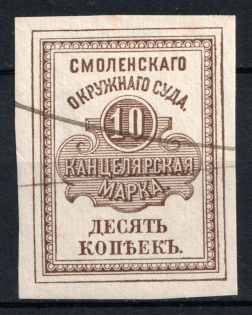 СМОЛЕНСКАГО
ОКРУЖНАГО СУДА.
10
КАНЦЕЛЯРСКАЯ
МАРКА
ДЕСЯТЬ
КОПѢЕКЪ.